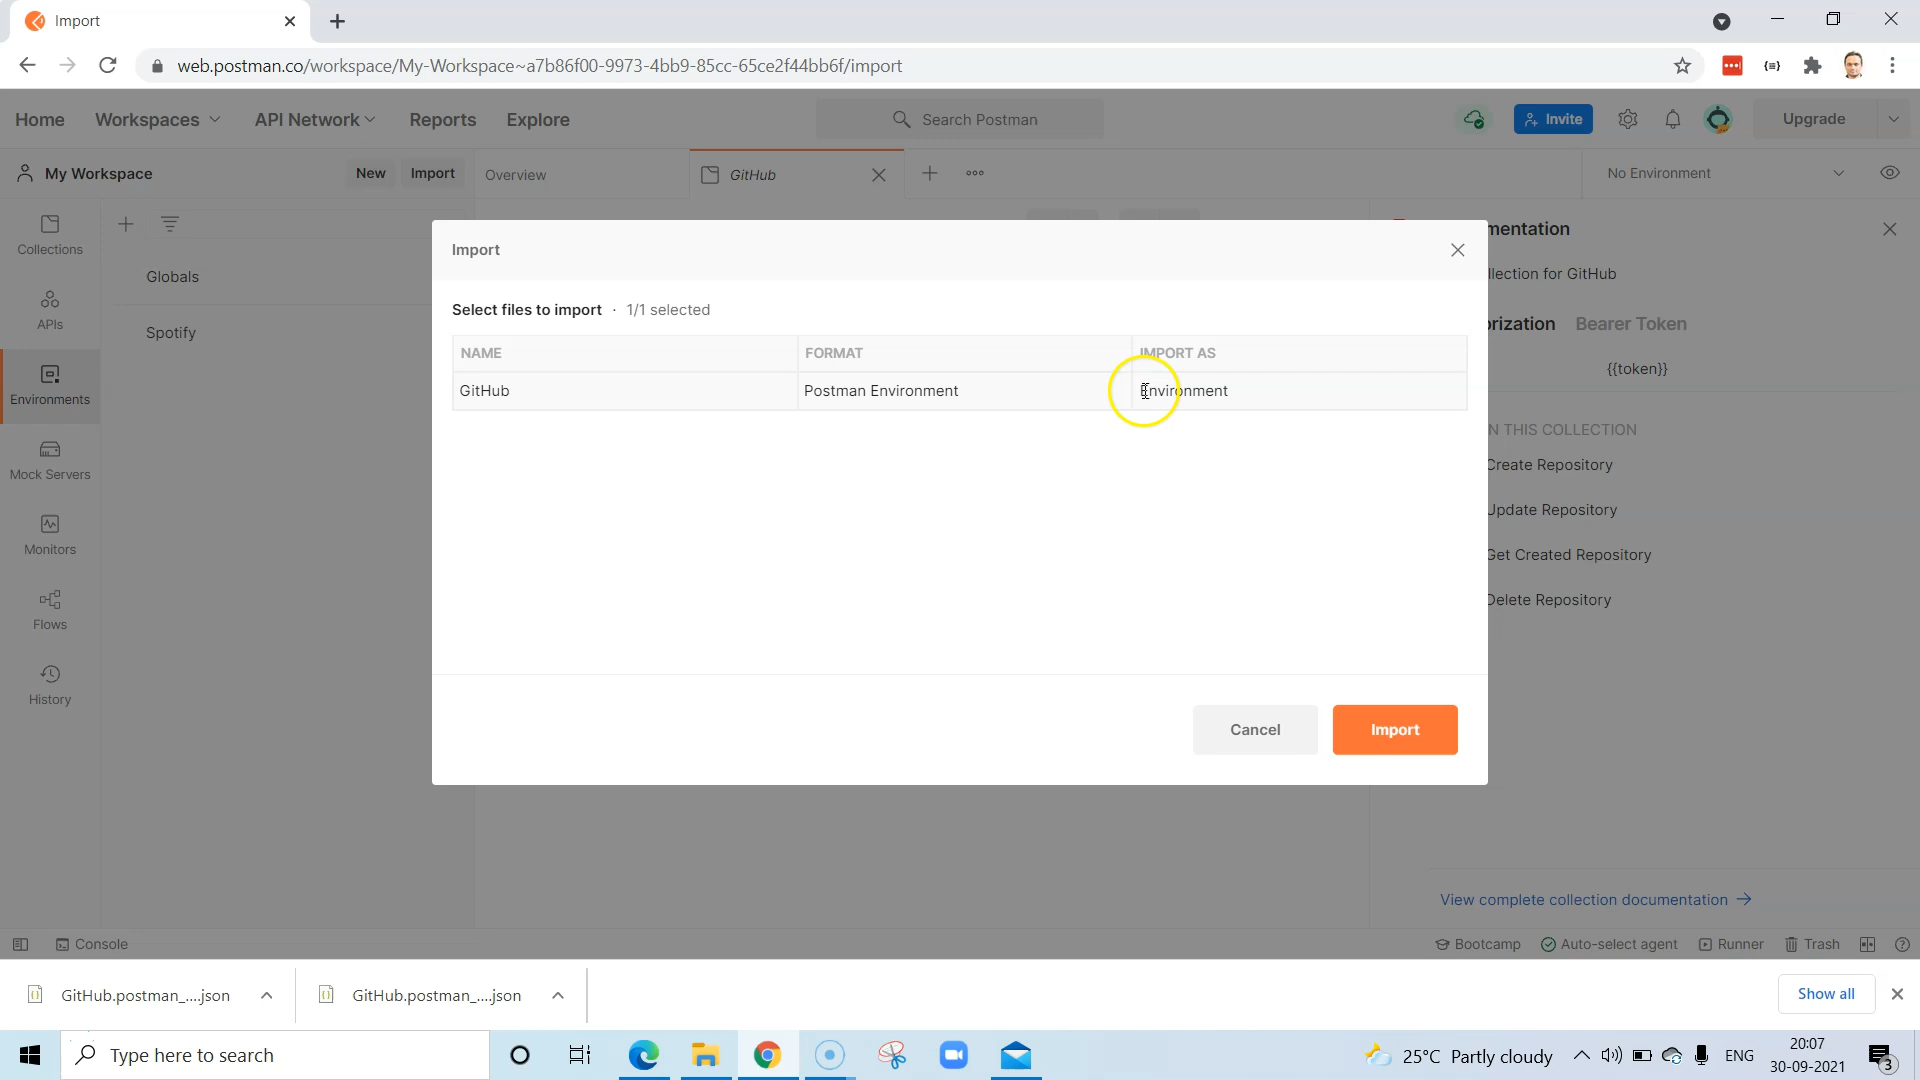 Import
web.postman.co/workspace/My-Workspace~a7b86f00-9973-4bb9-85cc-65ce2f44bb6f/import
Home Workspaces API Network Reports Explore Search Postman Invite Upgrade
My Workspace New Import Overview GitHub No Environment
Collections
APIs
Environments
Mock Servers
Monitors
Flows
History
Globals
Spotify
Import
Select files to import · 1/1 selected
NAME FORMAT IMPORT AS
GitHub Postman Environment Environment
Cancel Import
mentation
llection for GitHub
orization Bearer Token
{{token}}
N THIS COLLECTION
Create Repository
Update Repository
Get Created Repository
Delete Repository
View complete collection documentation →
Console Bootcamp Auto-select agent Runner Trash
GitHub.postman_....json GitHub.postman_....json Show all
Type here to search 25°C Partly cloudy ENG 20:07
30-09-2021 3